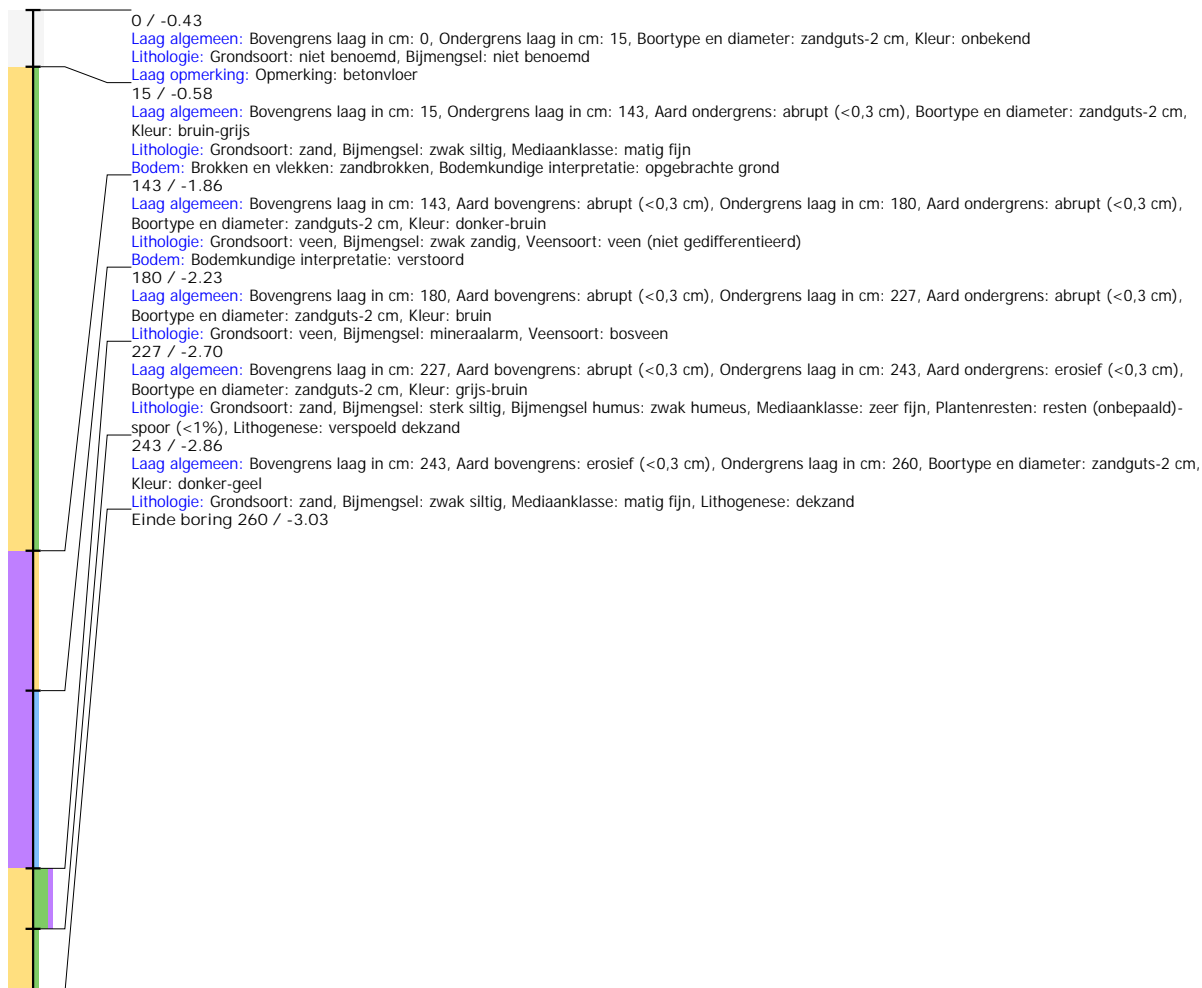 0 / -0.43
Laag algemeen: Bovengrens laag in cm: 0, Ondergrens laag in cm: 15, Boortype en diameter: zandguts-2 cm, Kleur: onbekend
Lithologie: Grondsoort: niet benoemd, Bijmengsel: niet benoemd
Laag opmerking: Opmerking: betonvloer
15 / -0.58
Laag algemeen: Bovengrens laag in cm: 15, Ondergrens laag in cm: 143, Aard ondergrens: abrupt (<0,3 cm), Boortype en diameter: zandguts-2 cm,
Kleur: bruin-grijs
Lithologie: Grondsoort: zand, Bijmengsel: zwak siltig, Mediaanklasse: matig fijn
Bodem: Brokken en vlekken: zandbrokken, Bodemkundige interpretatie: opgebrachte grond
143 / -1.86
Laag algemeen: Bovengrens laag in cm: 143, Aard bovengrens: abrupt (<0,3 cm), Ondergrens laag in cm: 180, Aard ondergrens: abrupt (<0,3 cm),
Boortype en diameter: zandguts-2 cm, Kleur: donker-bruin
Lithologie: Grondsoort: veen, Bijmengsel: zwak zandig, Veensoort: veen (niet gedifferentieerd)
Bodem: Bodemkundige interpretatie: verstoord
180 / -2.23
Laag algemeen: Bovengrens laag in cm: 180, Aard bovengrens: abrupt (<0,3 cm), Ondergrens laag in cm: 227, Aard ondergrens: abrupt (<0,3 cm),
Boortype en diameter: zandguts-2 cm, Kleur: bruin
Lithologie: Grondsoort: veen, Bijmengsel: mineraalarm, Veensoort: bosveen
227 / -2.70
Laag algemeen: Bovengrens laag in cm: 227, Aard bovengrens: abrupt (<0,3 cm), Ondergrens laag in cm: 243, Aard ondergrens: erosief (<0,3 cm),
Boortype en diameter: zandguts-2 cm, Kleur: grijs-bruin
Lithologie: Grondsoort: zand, Bijmengsel: sterk siltig, Bijmengsel humus: zwak humeus, Mediaanklasse: zeer fijn, Plantenresten: resten (onbepaald)-
spoor (<1%), Lithogenese: verspoeld dekzand
243 / -2.86
Laag algemeen: Bovengrens laag in cm: 243, Aard bovengrens: erosief (<0,3 cm), Ondergrens laag in cm: 260, Boortype en diameter: zandguts-2 cm,
Kleur: donker-geel
Lithologie: Grondsoort: zand, Bijmengsel: zwak siltig, Mediaanklasse: matig fijn, Lithogenese: dekzand
Einde boring 260 / -3.03